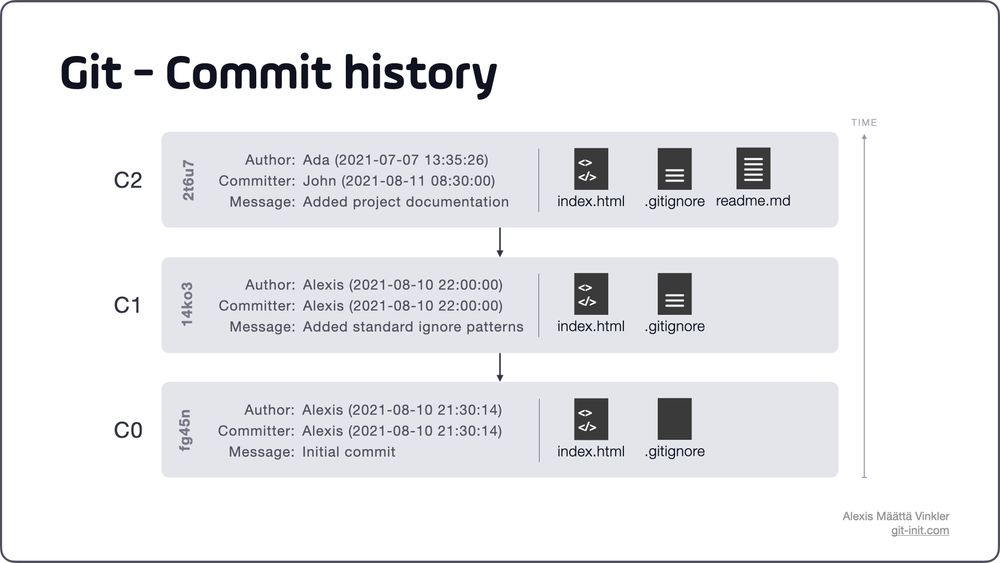 Git – Commit history
TIME
C2
2t6u7
Author: Ada (2021-07-07 13:35:26)
Committer: John (2021-08-11 08:30:00)
Message: Added project documentation
<>
</>
index.html .gitignore readme.md
C1
14ko3
Author: Alexis (2021-08-10 22:00:00)
Committer: Alexis (2021-08-10 22:00:00)
Message: Added standard ignore patterns
<>
</>
index.html .gitignore
C0
fg45n
Author: Alexis (2021-08-10 21:30:14)
Committer: Alexis (2021-08-10 21:30:14)
Message: Initial commit
<>
</>
index.html .gitignore
Alexis Määttä Vinkler
git-init.com